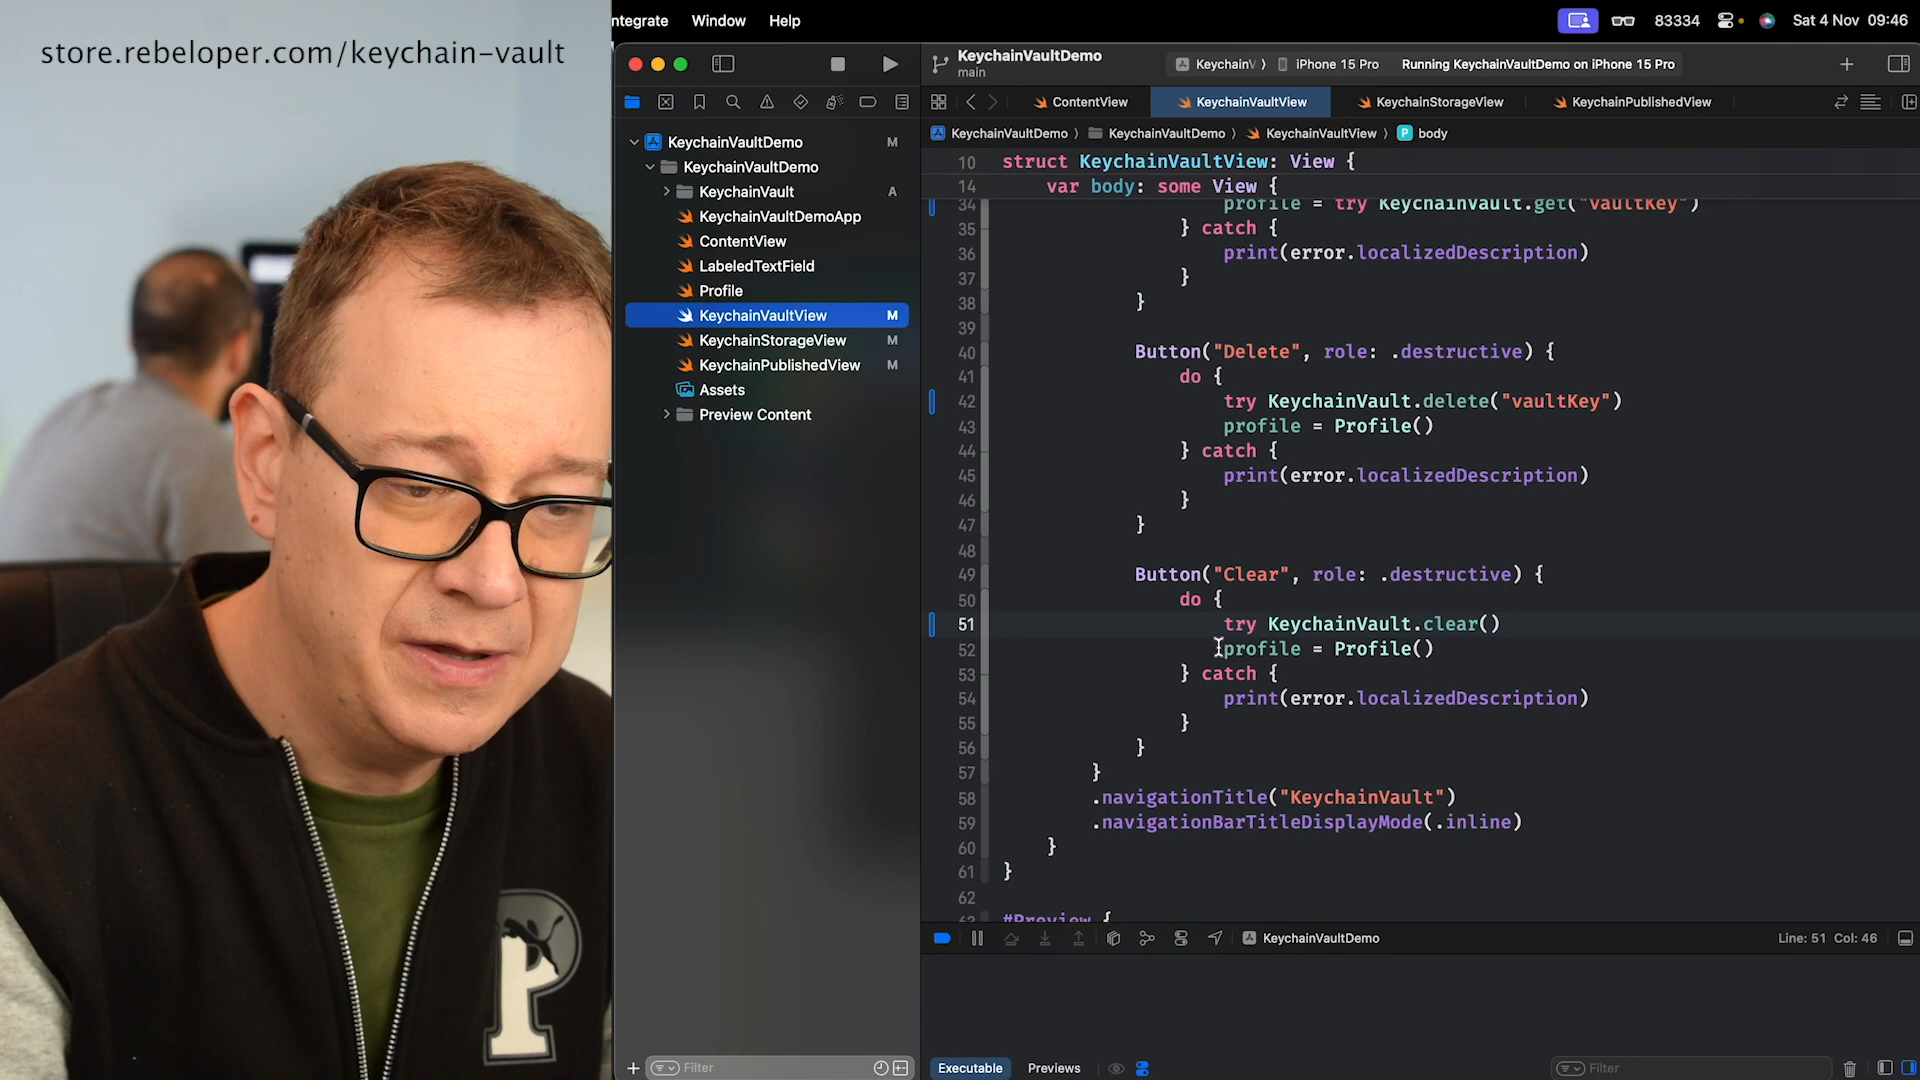 store.rebeloper.com/keychain-vault
ntegrate Window Help
83334 Sat 4 Nov 09:46
KeychainVaultDemo
main
KeychainV iPhone 15 Pro Running KeychainVaultDemo on iPhone 15 Pro
ContentView KeychainVaultView KeychainStorageView KeychainPublishedView
KeychainVaultDemo KeychainVaultDemo KeychainVaultView P body
KeychainVaultDemo M
KeychainVaultDemo
KeychainVault A
KeychainVaultDemoApp
ContentView
LabeledTextField
Profile
KeychainVaultView M
KeychainStorageView M
KeychainPublishedView M
Assets
Preview Content
10 struct KeychainVaultView: View {
14 var body: some View {
34 profile = try KeychainVault.get("vaultKey")
35 } catch {
36 print(error.localizedDescription)
37 }
38 }
39
40 Button("Delete", role: .destructive) {
41 do {
42 try KeychainVault.delete("vaultKey")
43 profile = Profile()
44 } catch {
45 print(error.localizedDescription)
46 }
47 }
48
49 Button("Clear", role: .destructive) {
50 do {
51 try KeychainVault.clear()
52 profile = Profile()
53 } catch {
54 print(error.localizedDescription)
55 }
56 }
57 }
58 .navigationTitle("KeychainVault")
59 .navigationBarTitleDisplayMode(.inline)
60 }
61 }
62
63 #Preview {
KeychainVaultDemo Line: 51 Col: 46
Filter
Executable Previews Filter
P